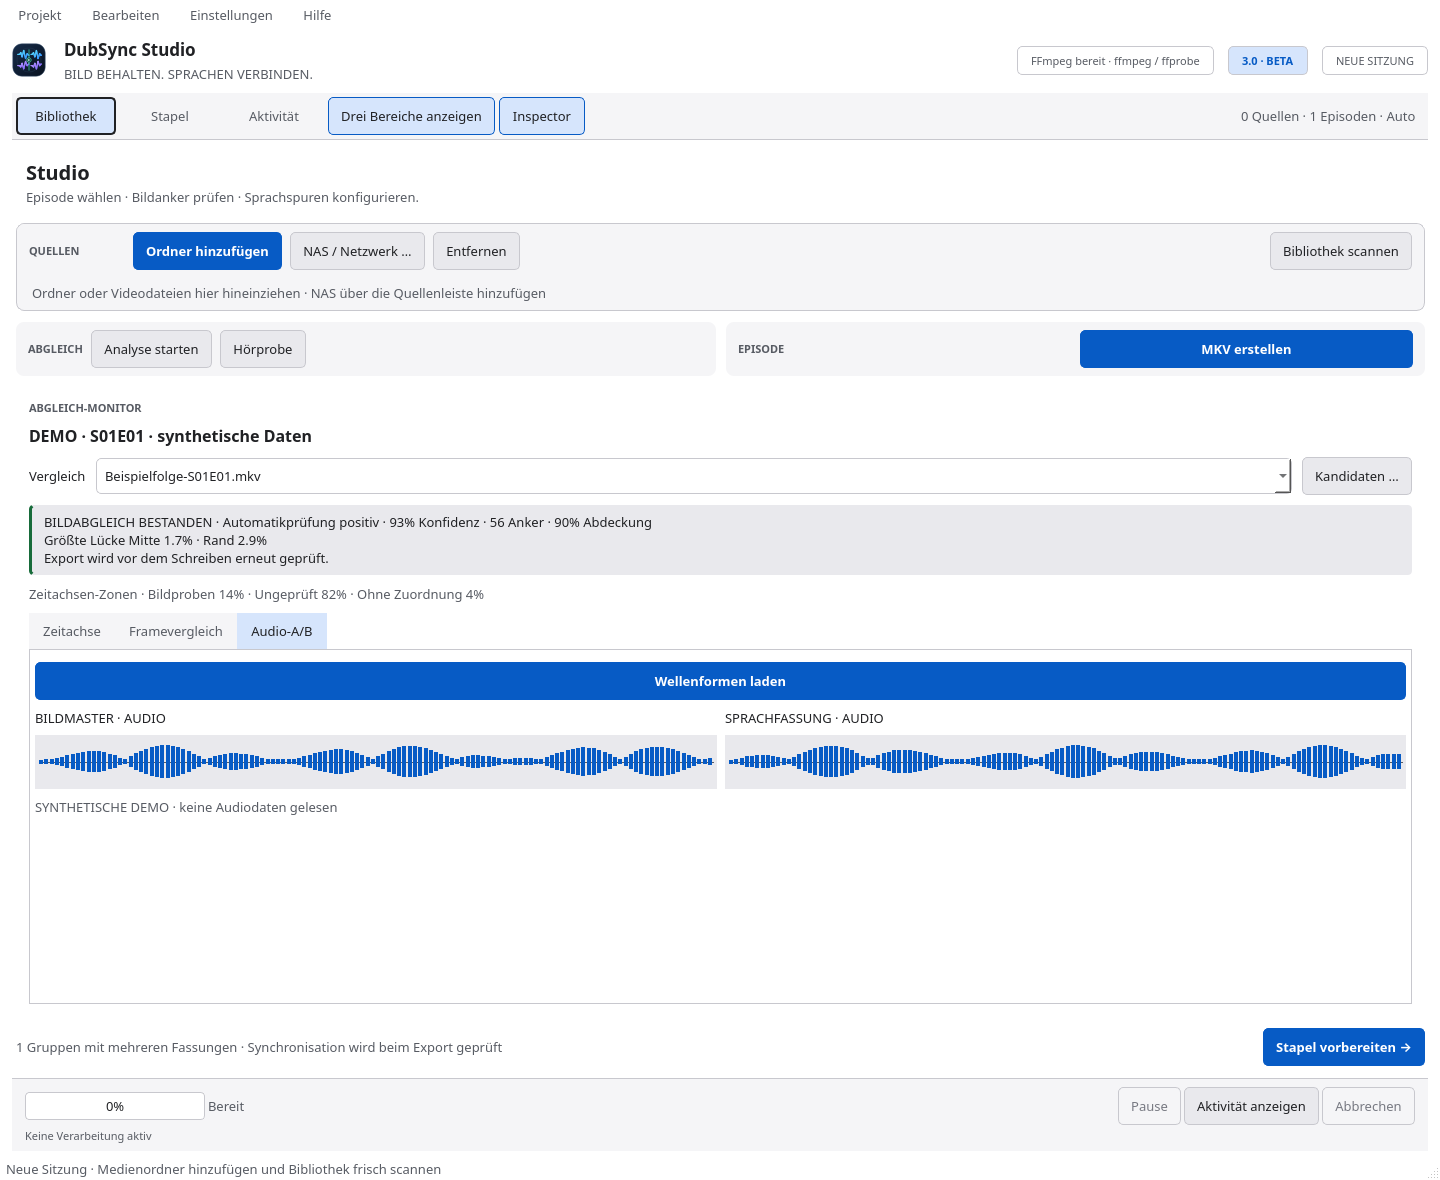 Projekt Bearbeiten Einstellungen Hilfe
DubSync Studio
BILD BEHALTEN. SPRACHEN VERBINDEN.
FFmpeg bereit · ffmpeg / ffprobe
3.0 · BETA
NEUE SITZUNG
Bibliothek Stapel Aktivität Drei Bereiche anzeigen Inspector
0 Quellen · 1 Episoden · Auto
Studio
Episode wählen · Bildanker prüfen · Sprachspuren konfigurieren.
QUELLEN Ordner hinzufügen NAS / Netzwerk ... Entfernen Bibliothek scannen
Ordner oder Videodateien hier hineinziehen · NAS über die Quellenleiste hinzufügen
ABGLEICH Analyse starten Hörprobe
EPISODE MKV erstellen
ABGLEICH-MONITOR
DEMO · S01E01 · synthetische Daten
Vergleich Beispielfolge-S01E01.mkv Kandidaten ...
BILDABGLEICH BESTANDEN · Automatikprüfung positiv · 93% Konfidenz · 56 Anker · 90% Abdeckung
Größte Lücke Mitte 1.7% · Rand 2.9%
Export wird vor dem Schreiben erneut geprüft.
Zeitachsen-Zonen · Bildproben 14% · Ungeprüft 82% · Ohne Zuordnung 4%
Zeitachse Framevergleich Audio-A/B
Wellenformen laden
BILDMASTER · AUDIO
SPRACHFASSUNG · AUDIO
SYNTHETISCHE DEMO · keine Audiodaten gelesen
1 Gruppen mit mehreren Fassungen · Synchronisation wird beim Export geprüft
Stapel vorbereiten →
0% Bereit
Pause Aktivität anzeigen Abbrechen
Keine Verarbeitung aktiv
Neue Sitzung · Medienordner hinzufügen und Bibliothek frisch scannen